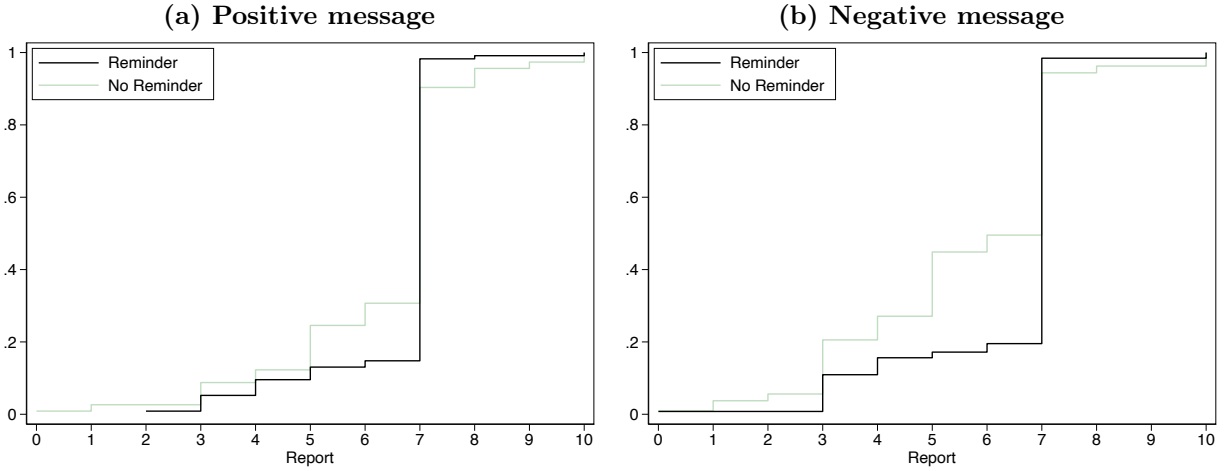 (a) Positive message
Reminder
No Reminder
1
.8
.6
.4
.2
0
0 1 2 3 4 5 6 7 8 9 10
Report
(b) Negative message
Reminder
No Reminder
1
.8
.6
.4
.2
0
0 1 2 3 4 5 6 7 8 9 10
Report